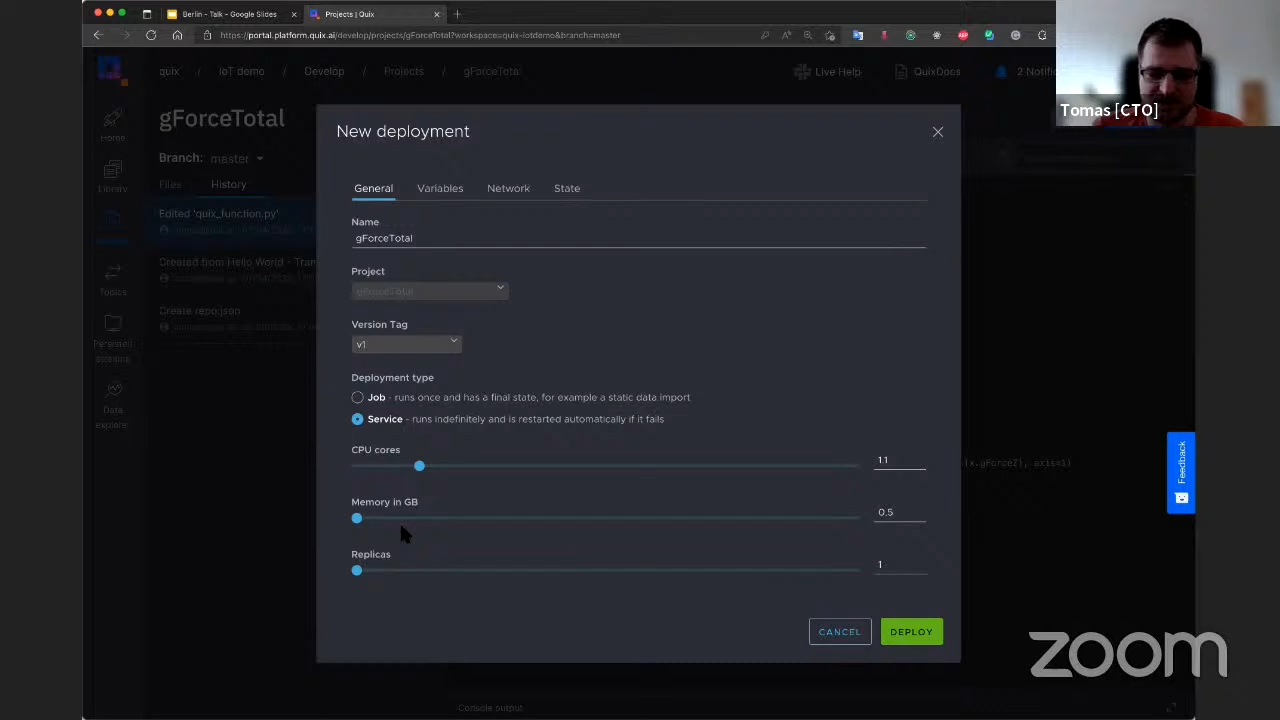 Berlin - Talk - Google Slides
Projects | Quix
https://portal.platform.quix.ai/develop/projects/gForceTotal?workspace=quix-iotdemo&branch=master
quix
IoT demo
Develop
Projects
gForceTotal
Live Help
QuixDocs
2 Notifi
Tomas [CTO]
Home
Library
Topics
Persisted
streams
Data
explorer
gForceTotal
Branch: master
Files
History
Edited 'quix_function.py'
Created from Hello World - Tran
Create repo.json
New deployment
General
Variables
Network
State
Name
gForceTotal
Project
gForceTotal
Version Tag
v1
Deployment type
Job - runs once and has a final state, for example a static data import
Service - runs indefinitely and is restarted automatically if it fails
CPU cores
1.1
Memory in GB
0.5
Replicas
1
CANCEL
DEPLOY
(x.gForceZ), axis=1)
Feedback
Console output
zoom